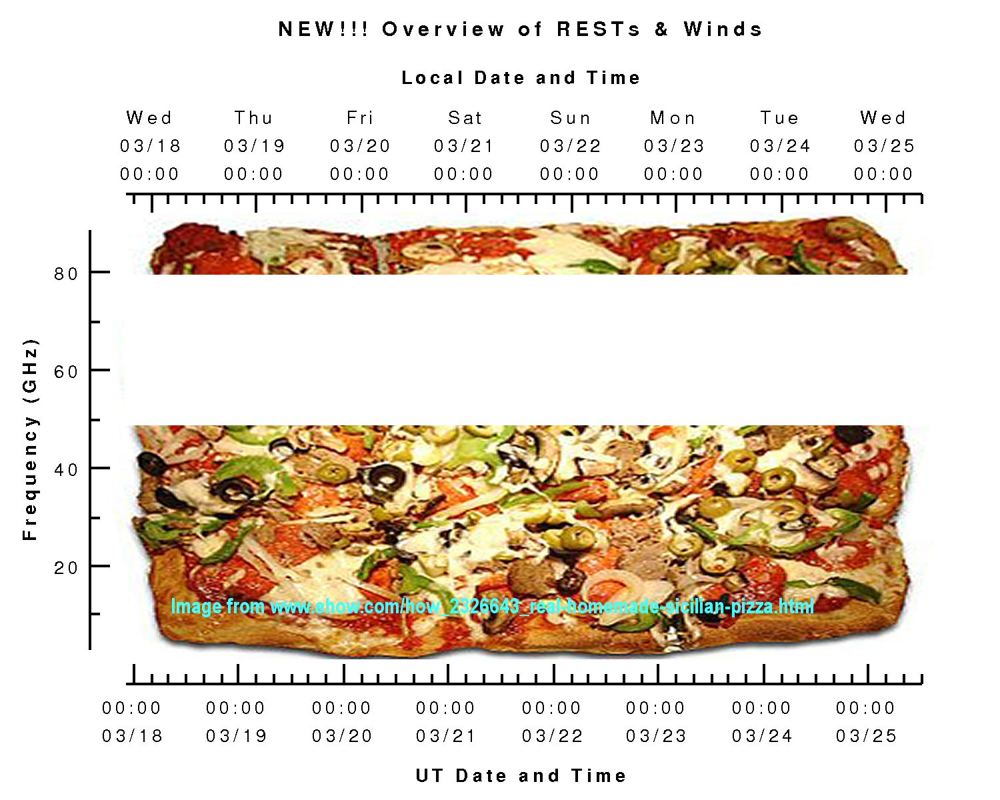 NEW!!! Overview of RESTs & Winds
Local Date and Time
Wed Thu Fri Sat Sun Mon Tue Wed
03/18 03/19 03/20 03/21 03/22 03/23 03/24 03/25
00:00 00:00 00:00 00:00 00:00 00:00 00:00 00:00
Frequency (GHz)
80
60
40
20
Image from www.ehow.com/how_2326643_real-homemade-sicilian-pizza.html
00:00 00:00 00:00 00:00 00:00 00:00 00:00 00:00
03/18 03/19 03/20 03/21 03/22 03/23 03/24 03/25
UT Date and Time